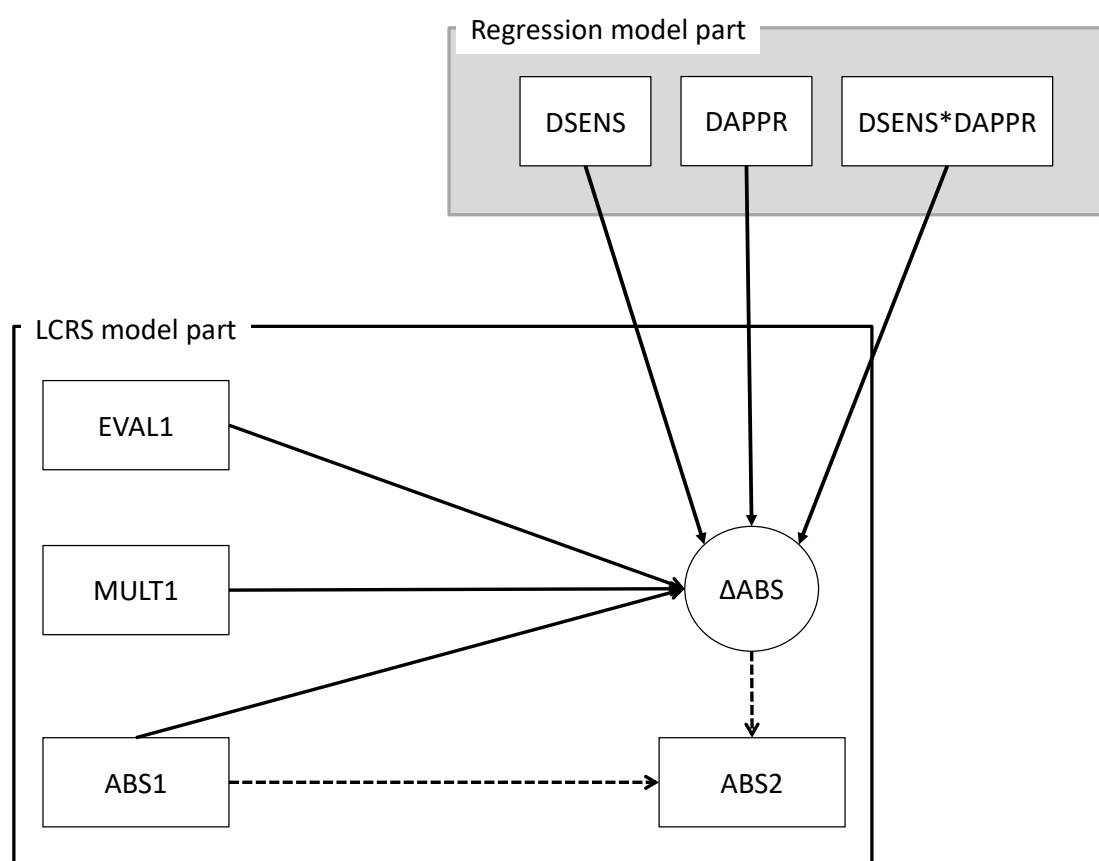 Regression model part
DSENS
DAPPR
DSENS*DAPPR
LCRS model part
EVAL1
MULT1
ΔABS
ABS1
ABS2